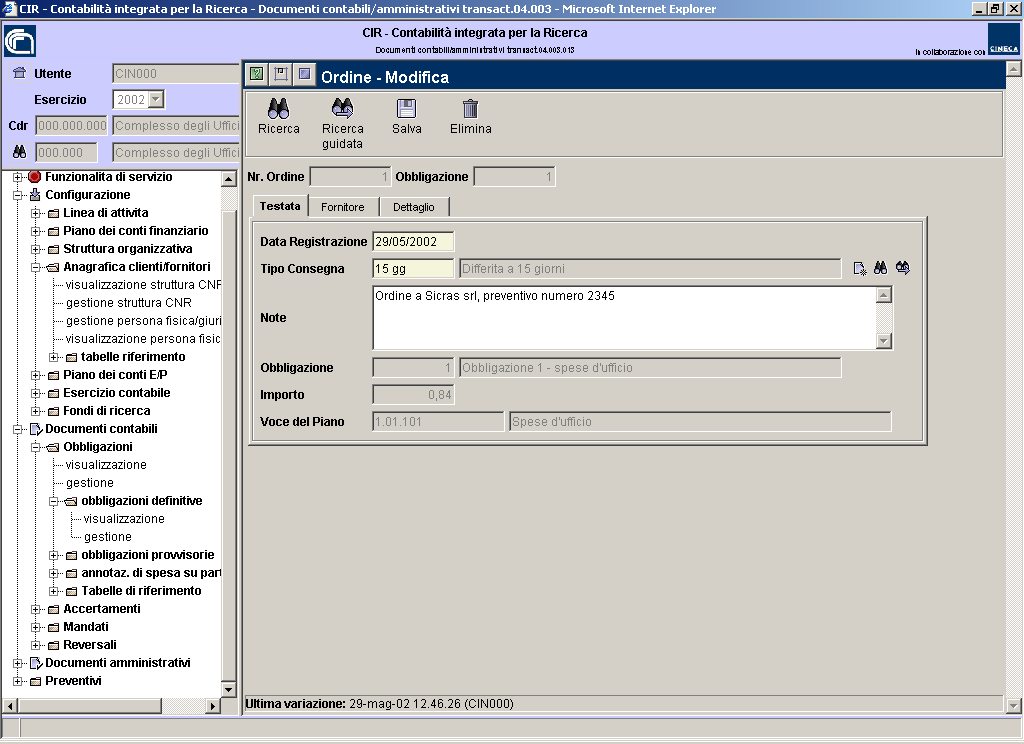 CIR - Contabilità integrata per la Ricerca - Documenti contabili/amministrativi transact.04.003 - Microsoft Internet Explorer
CIR - Contabilità integrata per la Ricerca
Documenti contabili/amministrativi transact.04.003.013
In collaborazione con CINECA
Utente CIN000
Esercizio 2002
Cdr 000.000.000 Complesso degli Uffici
000.000 Complesso degli Uffici
Funzionalita di servizio
Configurazione
Linea di attivita
Piano dei conti finanziario
Struttura organizzativa
Anagrafica clienti/fornitori
visualizzazione struttura CNR
gestione struttura CNR
gestione persona fisica/giuri
visualizzazione persona fisic
tabelle riferimento
Piano dei conti E/P
Esercizio contabile
Fondi di ricerca
Documenti contabili
Obbligazioni
visualizzazione
gestione
obbligazioni definitive
visualizzazione
gestione
obbligazioni provvisorie
annotaz. di spesa su part
Tabelle di riferimento
Accertamenti
Mandati
Reversali
Documenti amministrativi
Preventivi
Ordine - Modifica
Ricerca Ricerca guidata Salva Elimina
Nr. Ordine 1 Obbligazione 1
Testata Fornitore Dettaglio
Data Registrazione 29/05/2002
Tipo Consegna 15 gg Differita a 15 giorni
Note Ordine a Sicras srl, preventivo numero 2345
Obbligazione 1 Obbligazione 1 - spese d'ufficio
Importo 0,84
Voce del Piano 1.01.101 Spese d'ufficio
Ultima variazione: 29-mag-02 12.46.26 (CIN000)